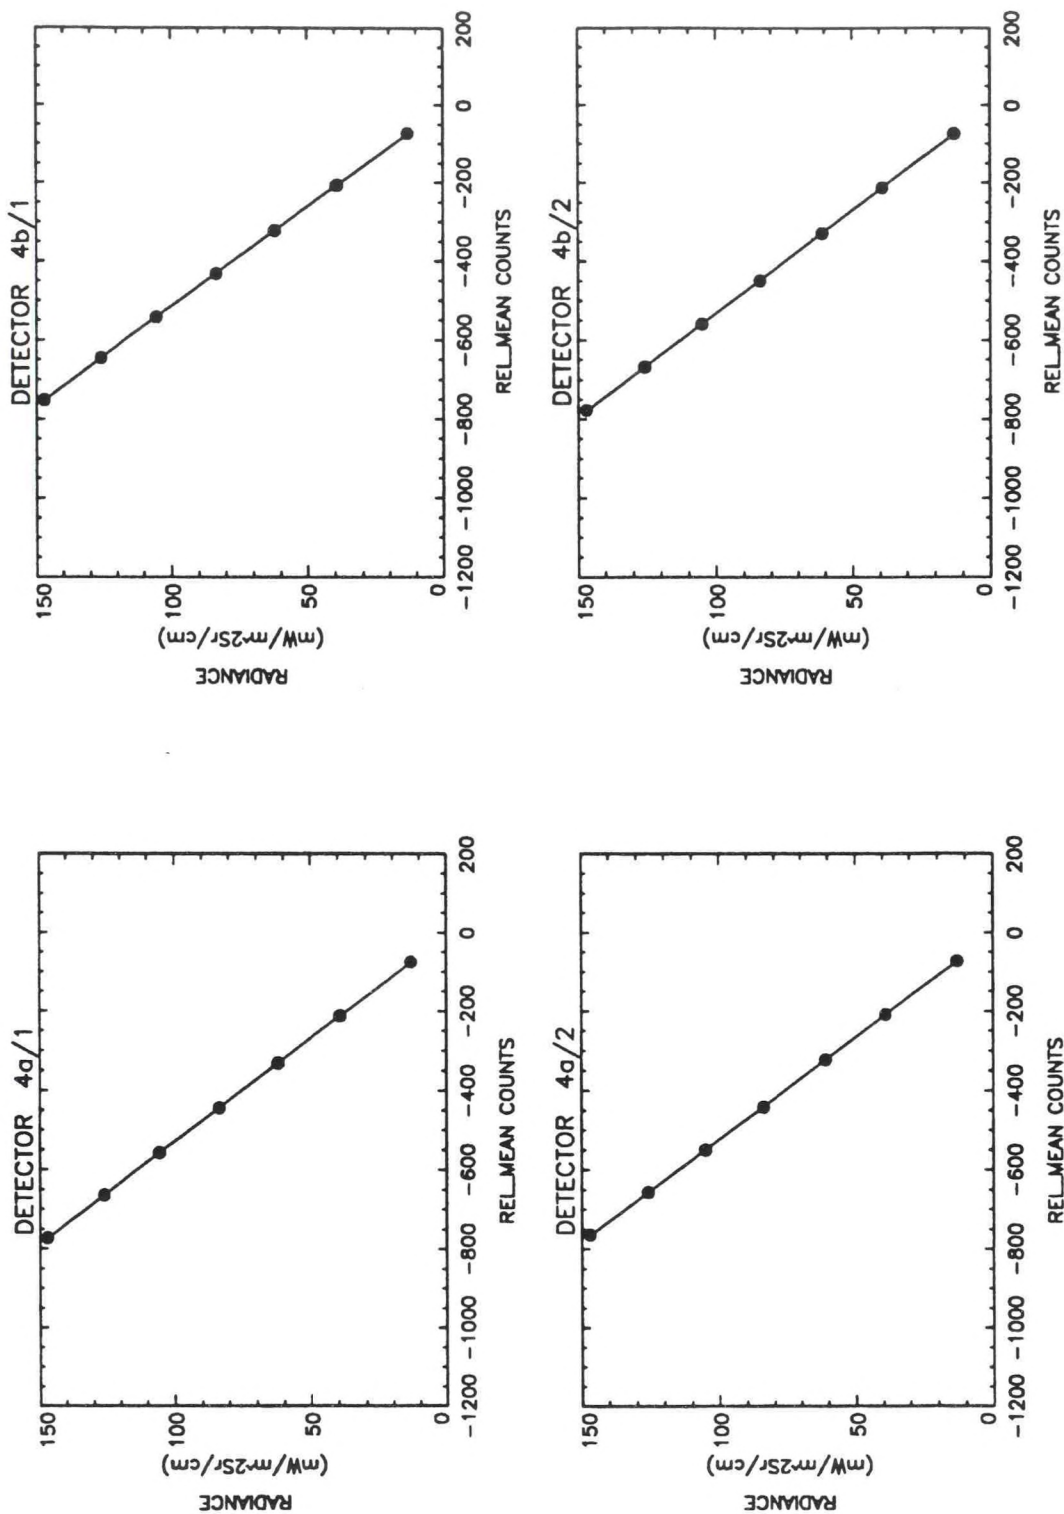 DETECTOR 4a/1
RADIANCE
(mW/m^2Sr/cm)
150
100
50
0
-1200 -1000 -800 -600 -400 -200 0 200
REL_MEAN COUNTS
DETECTOR 4b/1
RADIANCE
(mW/m^2Sr/cm)
150
100
50
0
-1200 -1000 -800 -600 -400 -200 0 200
REL_MEAN COUNTS
DETECTOR 4a/2
RADIANCE
(mW/m^2Sr/cm)
150
100
50
0
-1200 -1000 -800 -600 -400 -200 0 200
REL_MEAN COUNTS
DETECTOR 4b/2
RADIANCE
(mW/m^2Sr/cm)
150
100
50
0
-1200 -1000 -800 -600 -400 -200 0 200
REL_MEAN COUNTS